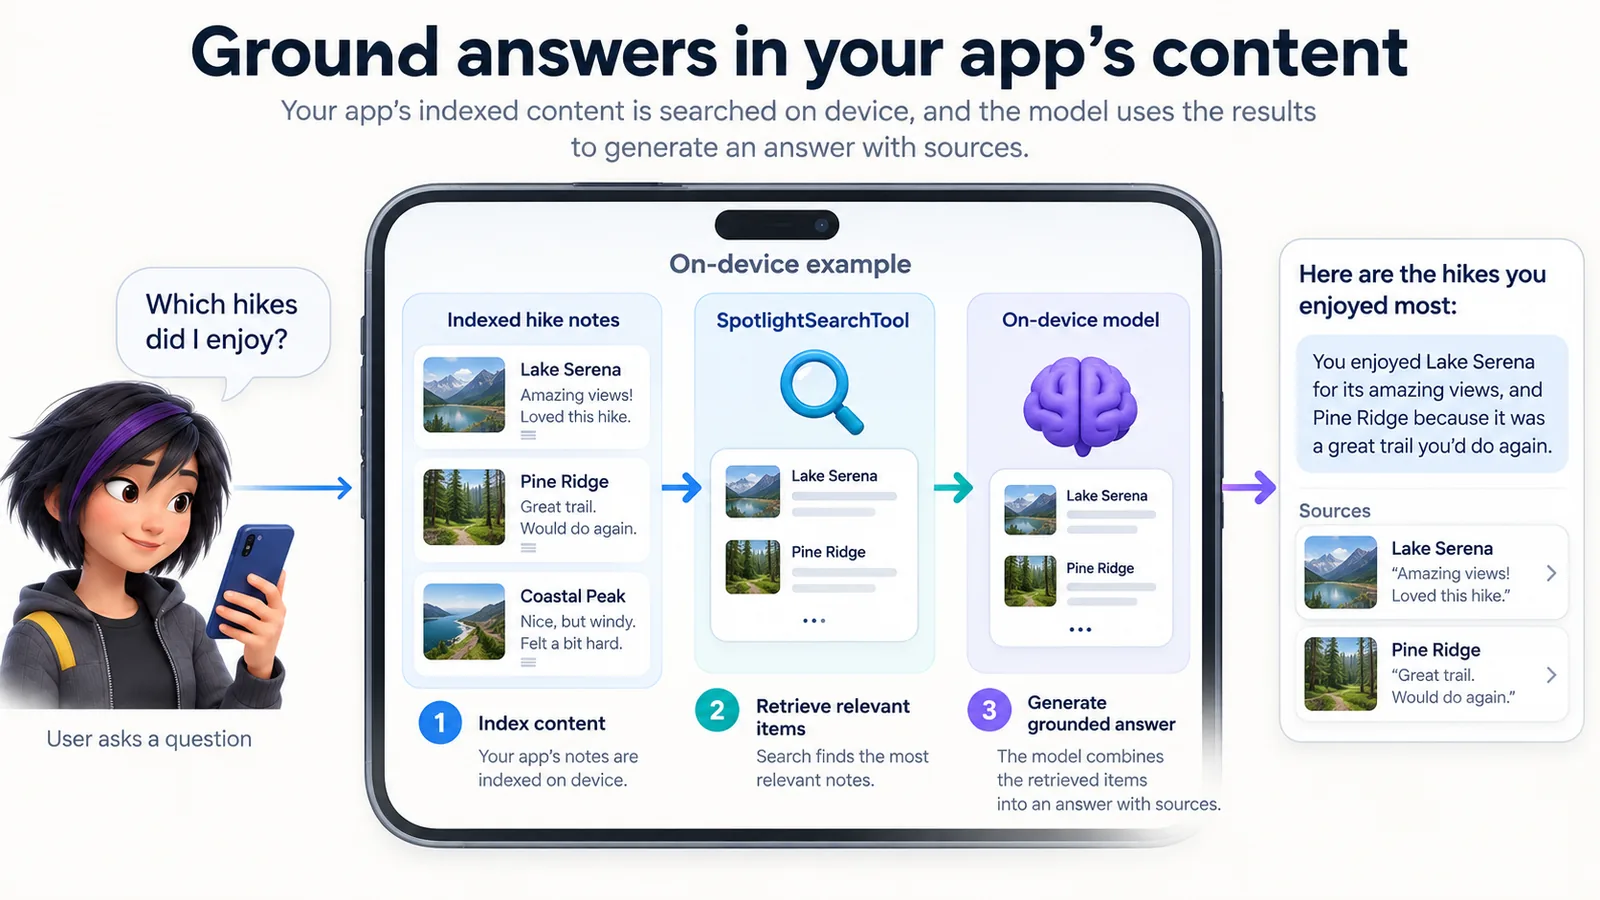 Ground answers in your app’s content
Your app’s indexed content is searched on device, and the model uses the results
to generate an answer with sources.
Which hikes
did I enjoy?
User asks a question
On-device example
Indexed hike notes
Lake Serena
Amazing views!
Loved this hike.
Pine Ridge
Great trail.
Would do again.
Coastal Peak
Nice, but windy.
Felt a bit hard.
1
Index content
Your app’s notes are
indexed on device.
SpotlightSearchTool
Lake Serena
Pine Ridge
2
Retrieve relevant
items
Search finds the most
relevant notes.
On-device model
Lake Serena
Pine Ridge
3
Generate
grounded answer
The model combines
the retrieved items
into an answer with sources.
Here are the hikes you
enjoyed most:
You enjoyed Lake Serena
for its amazing views, and
Pine Ridge because it was
a great trail you’d do again.
Sources
Lake Serena
“Amazing views!
Loved this hike.”
Pine Ridge
“Great trail.
Would do again.”